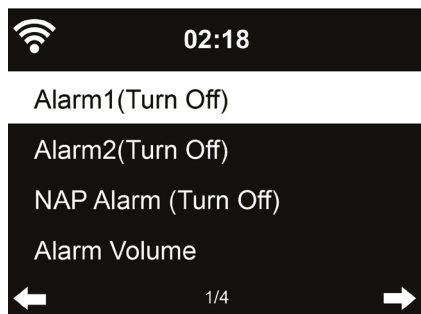 02:18
Alarm1(Turn Off)
Alarm2(Turn Off)
NAP Alarm (Turn Off)
Alarm Volume
1/4